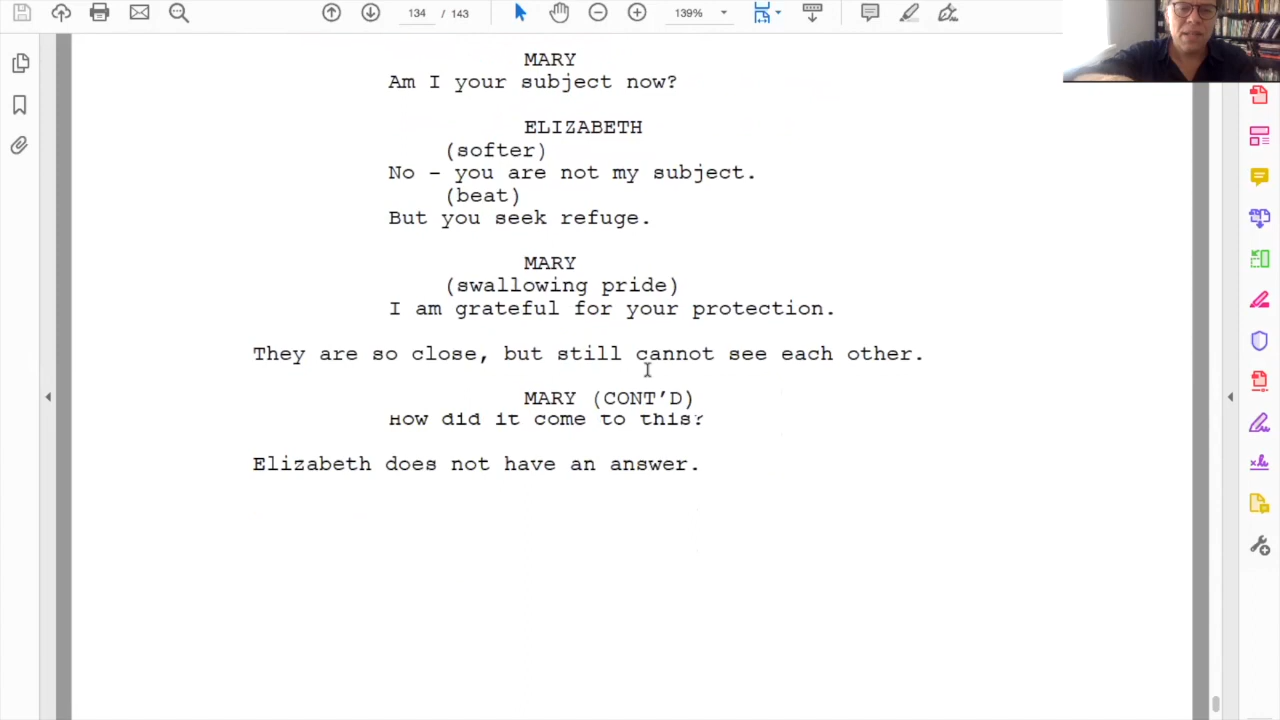 134 / 143
139%
MARY
Am I your subject now?
ELIZABETH
(softer)
No – you are not my subject.
(beat)
But you seek refuge.
MARY
(swallowing pride)
I am grateful for your protection.
They are so close, but still cannot see each other.
MARY (CONT’D)
How did it come to this?
Elizabeth does not have an answer.